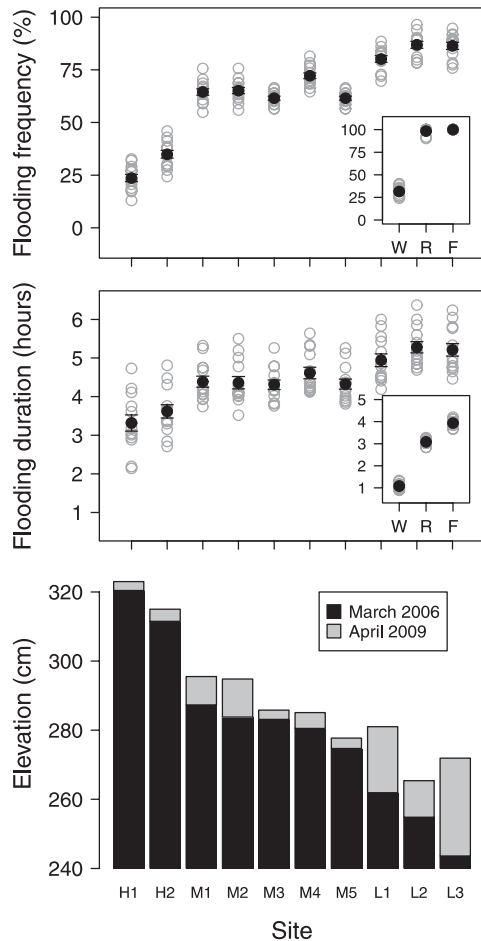 Flooding frequency (%)
100
75
50
25
0
100
75
50
25
0
W R F
Flooding duration (hours)
6
5
4
3
2
1
5
4
3
2
1
W R F
Elevation (cm)
320
300
280
260
240
March 2006
April 2009
H1 H2 M1 M2 M3 M4 M5 L1 L2 L3
Site